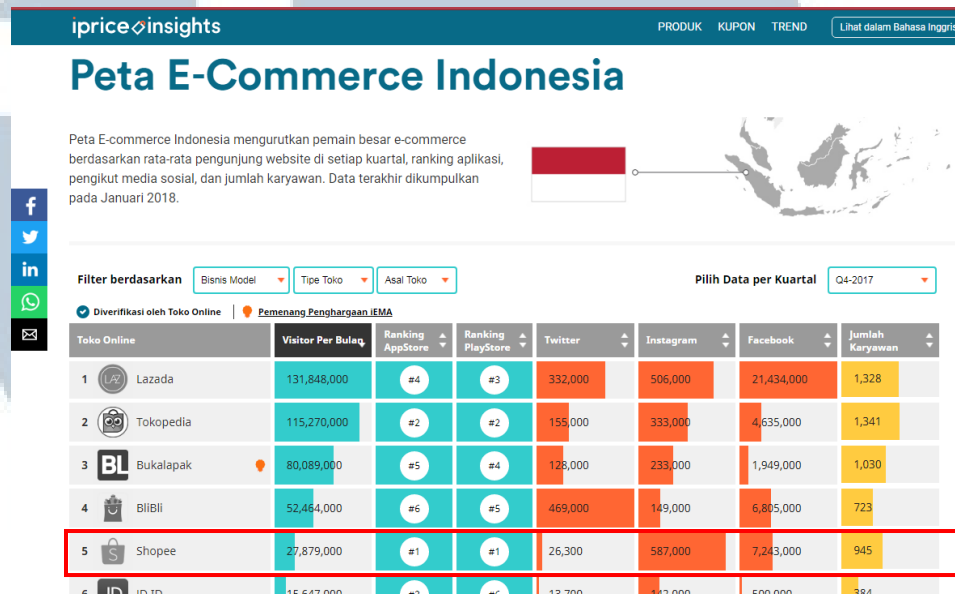 iprice insights
PRODUK KUPON TREND Lihat dalam Bahasa Inggris
Peta E-Commerce Indonesia
Peta E-commerce Indonesia mengurutkan pemain besar e-commerce
berdasarkan rata-rata pengunjung website di setiap kuartal, ranking aplikasi,
pengikut media sosial, dan jumlah karyawan. Data terakhir dikumpulkan
pada Januari 2018.
Filter berdasarkan Bisnis Model Tipe Toko Asal Toko Pilih Data per Kuartal Q4-2017
Diverifikasi oleh Toko Online Pemenang Penghargaan iEMA
Toko Online Visitor Per Bulan Ranking AppStore Ranking PlayStore Twitter Instagram Facebook Jumlah Karyawan
1 LAZ Lazada 131,848,000 #4 #3 332,000 506,000 21,434,000 1,328
2 Tokopedia 115,270,000 #2 #2 155,000 333,000 4,635,000 1,341
3 BL Bukalapak 80,089,000 #5 #4 128,000 233,000 1,949,000 1,030
4 BliBli 52,464,000 #6 #5 469,000 149,000 6,805,000 723
5 S Shopee 27,879,000 #1 #1 26,300 587,000 7,243,000 945